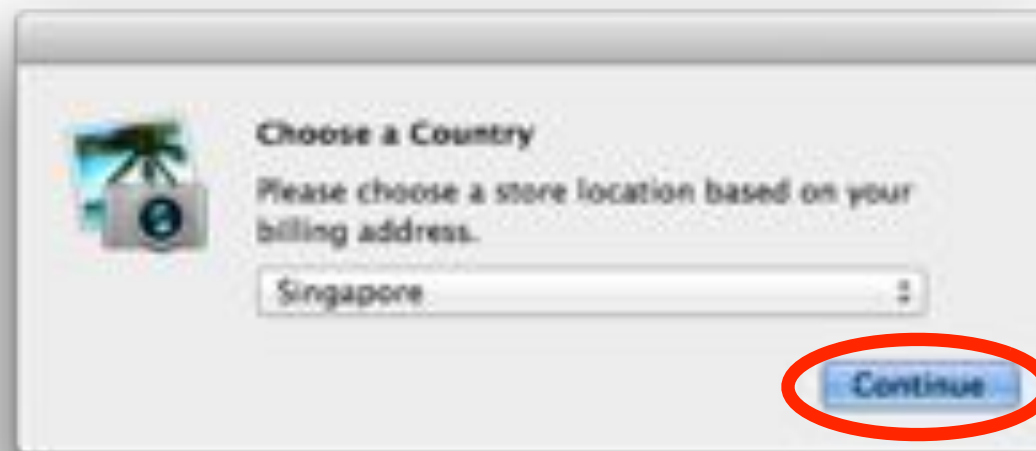 Choose a Country
Please choose a store location based on your
billing address.
Singapore
Continue